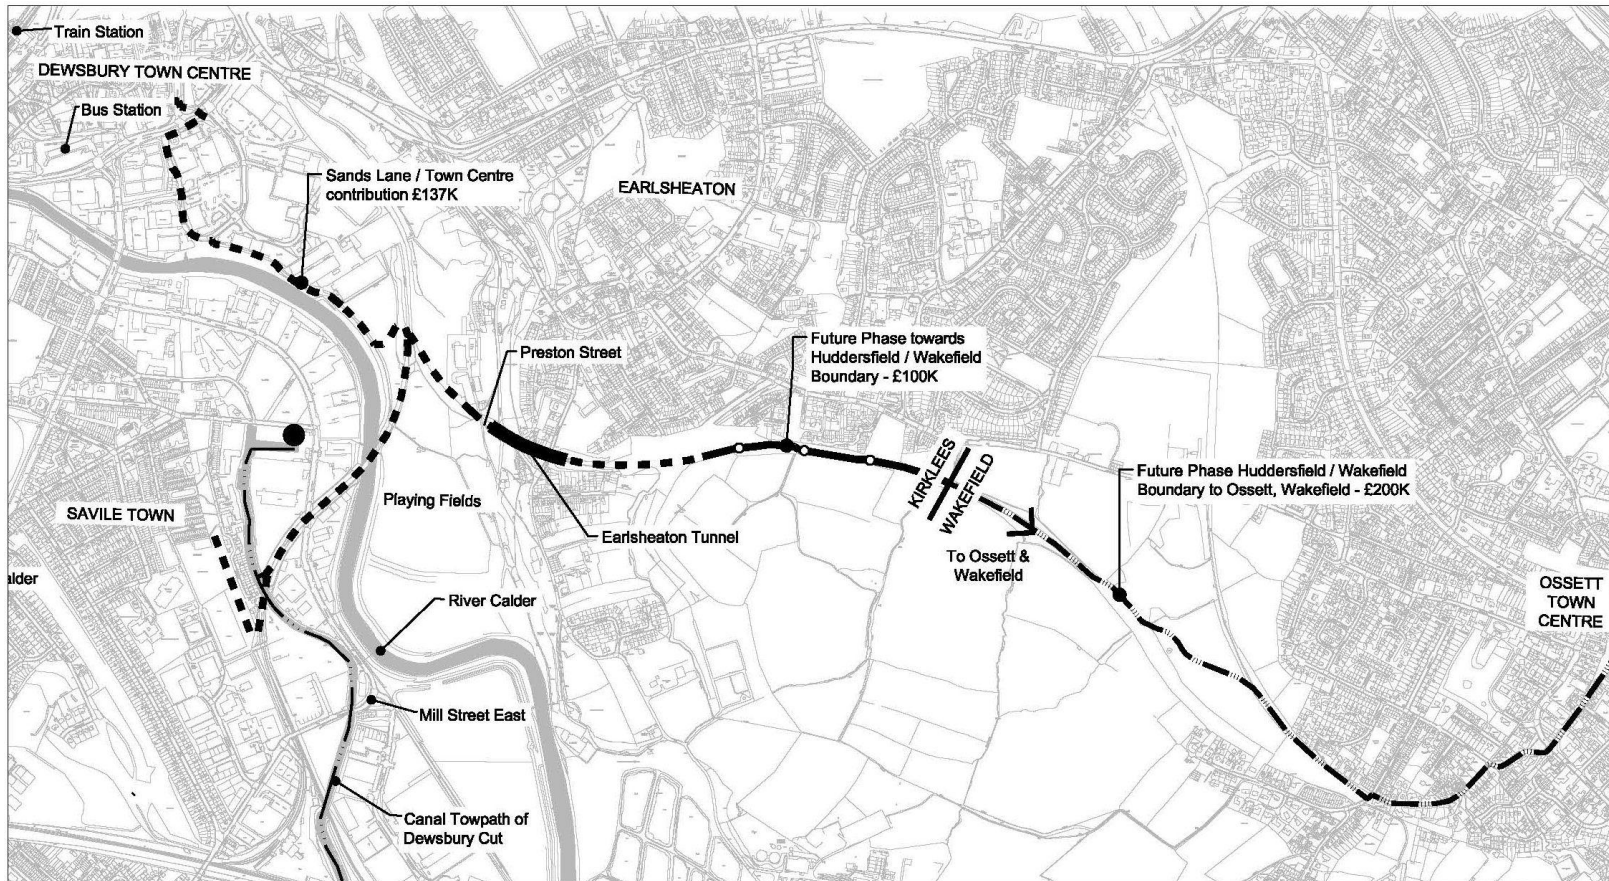 Train Station
DEWSBURY TOWN CENTRE
Bus Station
Sands Lane / Town Centre
contribution £137K
EARLSHEATON
Preston Street
Future Phase towards
Huddersfield / Wakefield
Boundary - £100K
KIRKLEES
WAKEFIELD
Future Phase Huddersfield / Wakefield
Boundary to Ossett, Wakefield - £200K
Playing Fields
SAVILE TOWN
Earlsheaton Tunnel
To Ossett &
Wakefield
alder
River Calder
OSSETT
TOWN
CENTRE
Mill Street East
Canal Towpath of
Dewsbury Cut